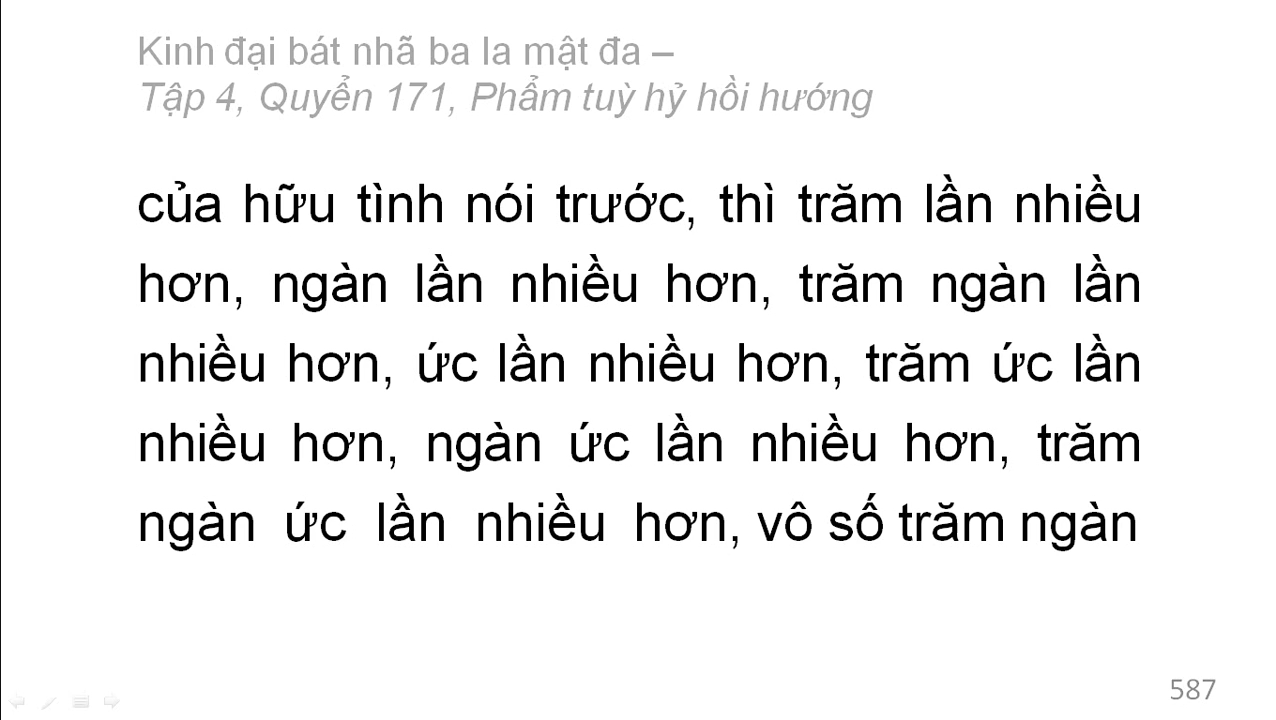 Kinh đại bát nhã ba la mật đa –
Tập 4, Quyển 171, Phẩm tuỳ hỷ hồi hướng
của hữu tình nói trước, thì trăm lần nhiều
hơn, ngàn lần nhiều hơn, trăm ngàn lần
nhiều hơn, ức lần nhiều hơn, trăm ức lần
nhiều hơn, ngàn ức lần nhiều hơn, trăm
ngàn ức lần nhiều hơn, vô số trăm ngàn
587